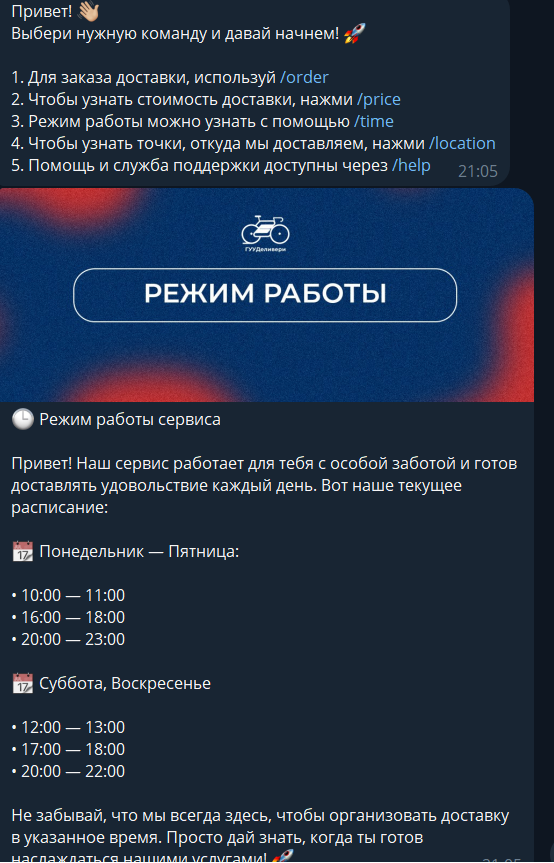 Привет! 👋🏼
Выбери нужную команду и давай начнем! 🚀
1. Для заказа доставки, используй /order
2. Чтобы узнать стоимость доставки, нажми /price
3. Режим работы можно узнать с помощью /time
4. Чтобы узнать точки, откуда мы доставляем, нажми /location
5. Помощь и служба поддержки доступны через /help
21:05
ГУУДеливери
РЕЖИМ РАБОТЫ
🕒 Режим работы сервиса
Привет! Наш сервис работает для тебя с особой заботой и готов
доставлять удовольствие каждый день. Вот наше текущее
расписание:
📆 Понедельник — Пятница:
• 10:00 — 11:00
• 16:00 — 18:00
• 20:00 — 23:00
📆 Суббота, Воскресенье
• 12:00 — 13:00
• 17:00 — 18:00
• 20:00 — 22:00
Не забывай, что мы всегда здесь, чтобы организовать доставку
в указанное время. Просто дай знать, когда ты готов
наслаждаться нашими услугами! 🚀
21:05